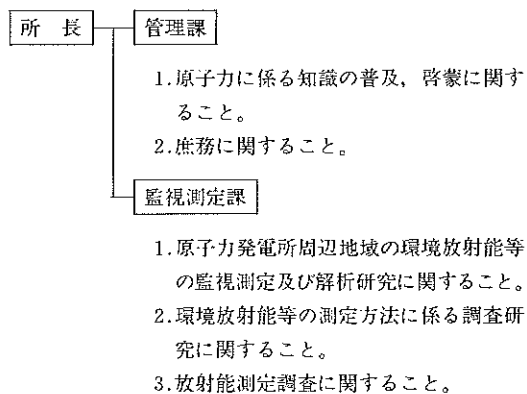 所　長
管理課
1.原子力に係る知識の普及，啓蒙に関す
ること。
2.庶務に関すること。
監視測定課
1.原子力発電所周辺地域の環境放射能等
の監視測定及び解析研究に関すること。
2.環境放射能等の測定方法に係る調査研
究に関すること。
3.放射能測定調査に関すること。